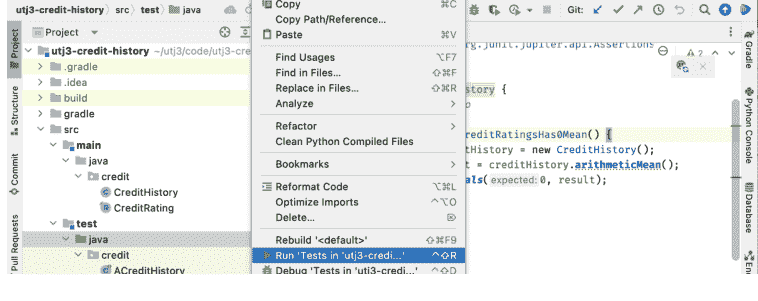 utj3-credit-history › src › test › java
Git:
Project
utj3-credit-history ~/utj3/code/utj3-cre
.gradle
.idea
build
gradle
src
main
java
credit
CreditHistory
CreditRating
test
java
credit
ACreditHistory
Project
Structure
Commit
Pull Requests
Copy ⌘C
Copy Path/Reference...
Paste ⌘V
Find Usages ⌥F7
Find in Files... ⇧⌘F
Replace in Files... ⇧⌘R
Analyze
Refactor
Clean Python Compiled Files
Bookmarks
Reformat Code ⌥⌘L
Optimize Imports ^⌥O
Delete...
Rebuild '<default>' ⇧⌘F9
Run 'Tests in 'utj3-credi...' ^⇧R
Debug 'Tests in 'utj3-credi...' ^⇧D
rg.junit.jupiter.api.Assertions
2
story {
reditRatingsHas0Mean() {
tHistory = new CreditHistory();
t = creditHistory.arithmeticMean();
als( expected: 0, result);
Gradle
Python Console
Database